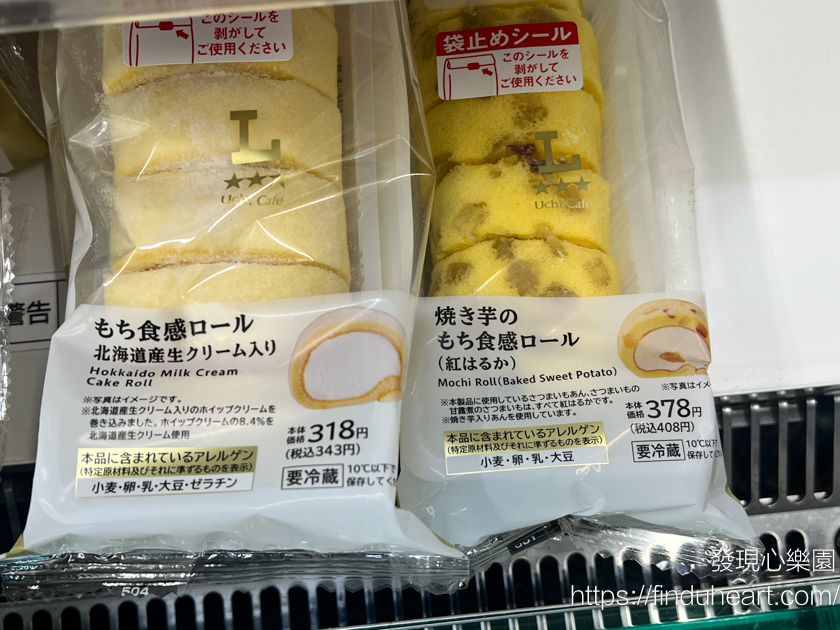 このシールを
剥がして
ご使用ください
L
Uchi Café
もち食感ロール
北海道産生クリーム入り
Hokkaido Milk Cream
Cake Roll
※写真はイメージです。
※北海道産生クリーム入りのホイップクリームを
巻き込みました。ホイップクリームの8.4%を
北海道産生クリーム使用
本体
価格 318円
(税込343円)
本品に含まれているアレルゲン
(特定原材料及びそれに準ずるものを表示)
小麦・卵・乳・大豆・ゼラチン
要冷蔵
10℃以下で
保存してく
504
袋止めシール
このシールを
剥がして
ご使用ください
L
Uchi Café
焼き芋の
もち食感ロール
(紅はるか)
Mochi Roll(Baked Sweet Potato)
※写真はイメ
※本製品に使用しているさつまいもあん、さつまいもの
甘露煮のさつまいもは、すべて紅はるかです。
※焼き芋入りあんを使用しています。
本体
価格 378円
(税込408円)
本品に含まれているアレルゲン
(特定原材料及びそれに準ずるものを表示)
小麦・卵・乳・大豆
要冷蔵
10℃以
保存して
警告
發現心樂園
https://finduheart.com/